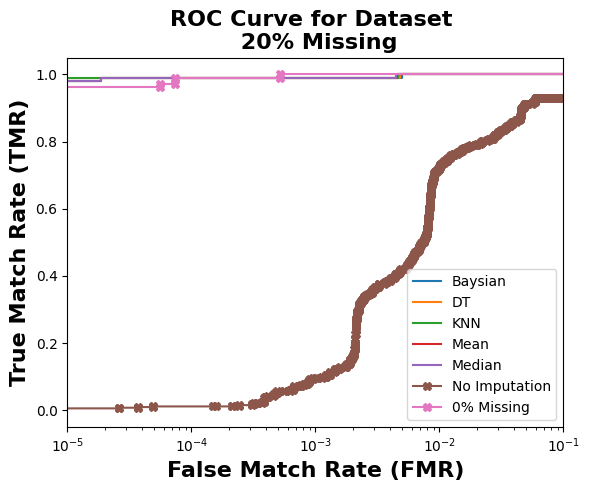 ROC Curve for Dataset
20% Missing
True Match Rate (TMR)
1.0
0.8
0.6
0.4
0.2
0.0
Baysian
DT
KNN
Mean
Median
No Imputation
0% Missing
10⁻⁵
10⁻⁴
10⁻³
10⁻²
10⁻¹
False Match Rate (FMR)